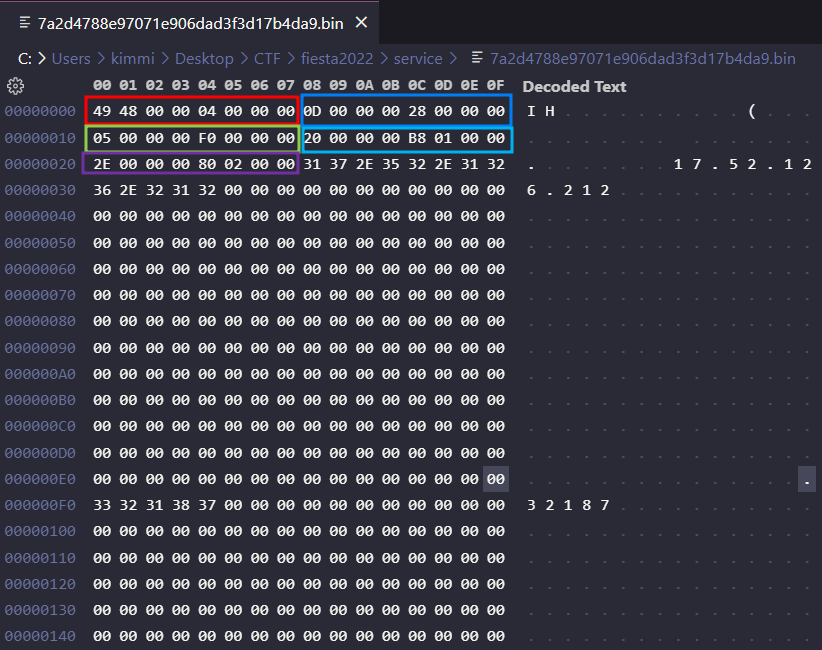 7a2d4788e97071e906dad3f3d17b4da9.bin ×
C: > Users > kimmi > Desktop > CTF > fiesta2022 > service > 7a2d4788e97071e906dad3f3d17b4da9.bin
00 01 02 03 04 05 06 07 08 09 0A 0B 0C 0D 0E 0F Decoded Text
00000000 49 48 00 00 04 00 00 00 0D 00 00 00 28 00 00 00 I H . . . . . . . . . . ( . . .
00000010 05 00 00 00 F0 00 00 00 20 00 00 00 B8 01 00 00 . . . . . . . . . . . . . . .
00000020 2E 00 00 00 80 02 00 00 31 37 2E 35 32 2E 31 32 . . . . . . . . 1 7 . 5 2 . 1 2
00000030 36 2E 32 31 32 00 00 00 00 00 00 00 00 00 00 00 6 . 2 1 2 . . . . . . . . . . .
00000040 00 00 00 00 00 00 00 00 00 00 00 00 00 00 00 00 . . . . . . . . . . . . . . . .
00000050 00 00 00 00 00 00 00 00 00 00 00 00 00 00 00 00 . . . . . . . . . . . . . . . .
00000060 00 00 00 00 00 00 00 00 00 00 00 00 00 00 00 00 . . . . . . . . . . . . . . . .
00000070 00 00 00 00 00 00 00 00 00 00 00 00 00 00 00 00 . . . . . . . . . . . . . . . .
00000080 00 00 00 00 00 00 00 00 00 00 00 00 00 00 00 00 . . . . . . . . . . . . . . . .
00000090 00 00 00 00 00 00 00 00 00 00 00 00 00 00 00 00 . . . . . . . . . . . . . . . .
000000A0 00 00 00 00 00 00 00 00 00 00 00 00 00 00 00 00 . . . . . . . . . . . . . . . .
000000B0 00 00 00 00 00 00 00 00 00 00 00 00 00 00 00 00 . . . . . . . . . . . . . . . .
000000C0 00 00 00 00 00 00 00 00 00 00 00 00 00 00 00 00 . . . . . . . . . . . . . . . .
000000D0 00 00 00 00 00 00 00 00 00 00 00 00 00 00 00 00 . . . . . . . . . . . . . . . .
000000E0 00 00 00 00 00 00 00 00 00 00 00 00 00 00 00 00 . . . . . . . . . . . . . . . .
000000F0 33 32 31 38 37 00 00 00 00 00 00 00 00 00 00 00 3 2 1 8 7 . . . . . . . . . . .
00000100 00 00 00 00 00 00 00 00 00 00 00 00 00 00 00 00 . . . . . . . . . . . . . . . .
00000110 00 00 00 00 00 00 00 00 00 00 00 00 00 00 00 00 . . . . . . . . . . . . . . . .
00000120 00 00 00 00 00 00 00 00 00 00 00 00 00 00 00 00 . . . . . . . . . . . . . . . .
00000130 00 00 00 00 00 00 00 00 00 00 00 00 00 00 00 00 . . . . . . . . . . . . . . . .
00000140 00 00 00 00 00 00 00 00 00 00 00 00 00 00 00 00 . . . . . . . . . . . . . . . .